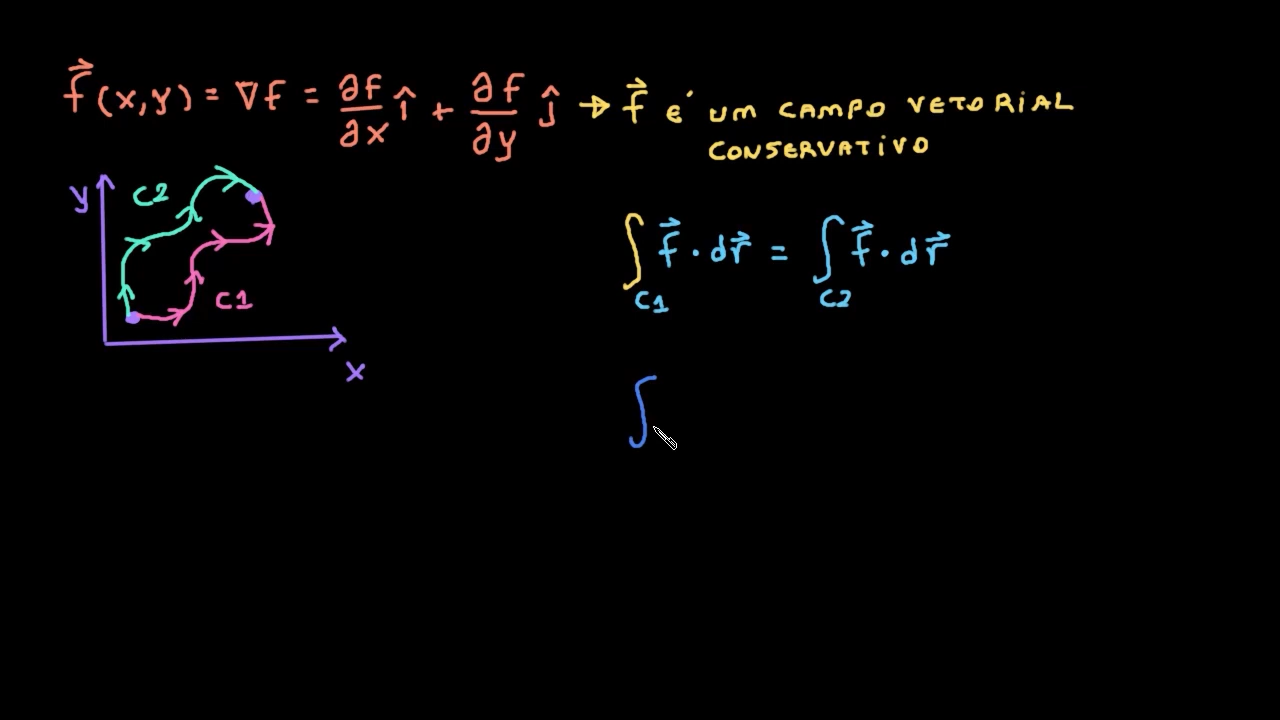 f⃗ (x,y) = ∇f = ∂f/∂x î + ∂f/∂y ĵ → f⃗ é UM CAMPO VETORiAL
CONSERVATiVO
y C2
C1
x
∫C1 f⃗ · dr⃗ = ∫C2 f⃗ · dr⃗
∫